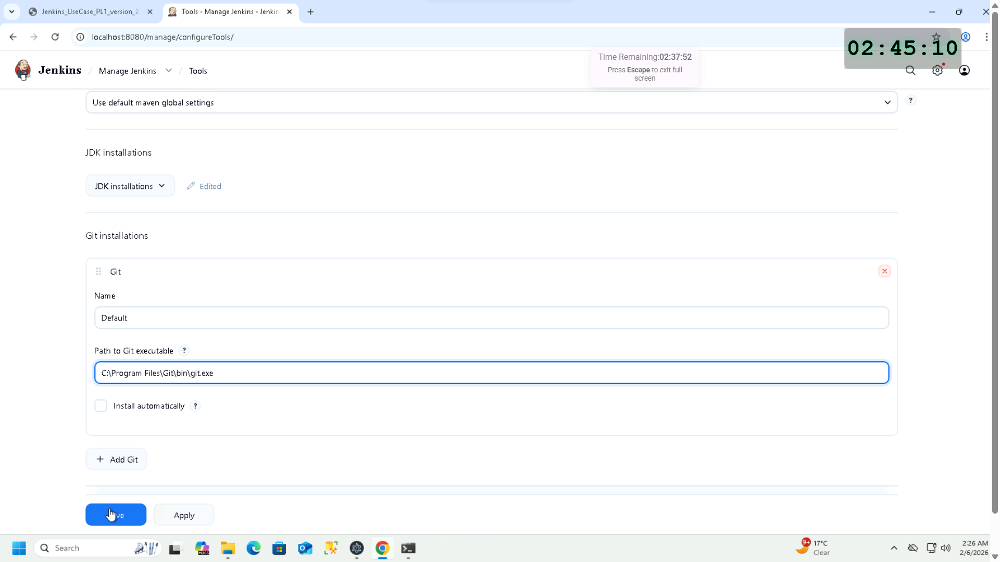 Jenkins_UseCase_PL1_version_2
Tools - Manage Jenkins - Jenkin
localhost:8080/manage/configureTools/
02:45:10
Time Remaining:02:37:52
Press Escape to exit full
screen
Jenkins / Manage Jenkins / Tools
Use default maven global settings
?
JDK installations
JDK installations
Edited
Git installations
Git
Name
Default
Path to Git executable ?
C:\Program Files\Git\bin\git.exe
Install automatically ?
+ Add Git
ve
Apply
Search
M365
9+
17°C
Clear
2:26 AM
2/6/2026